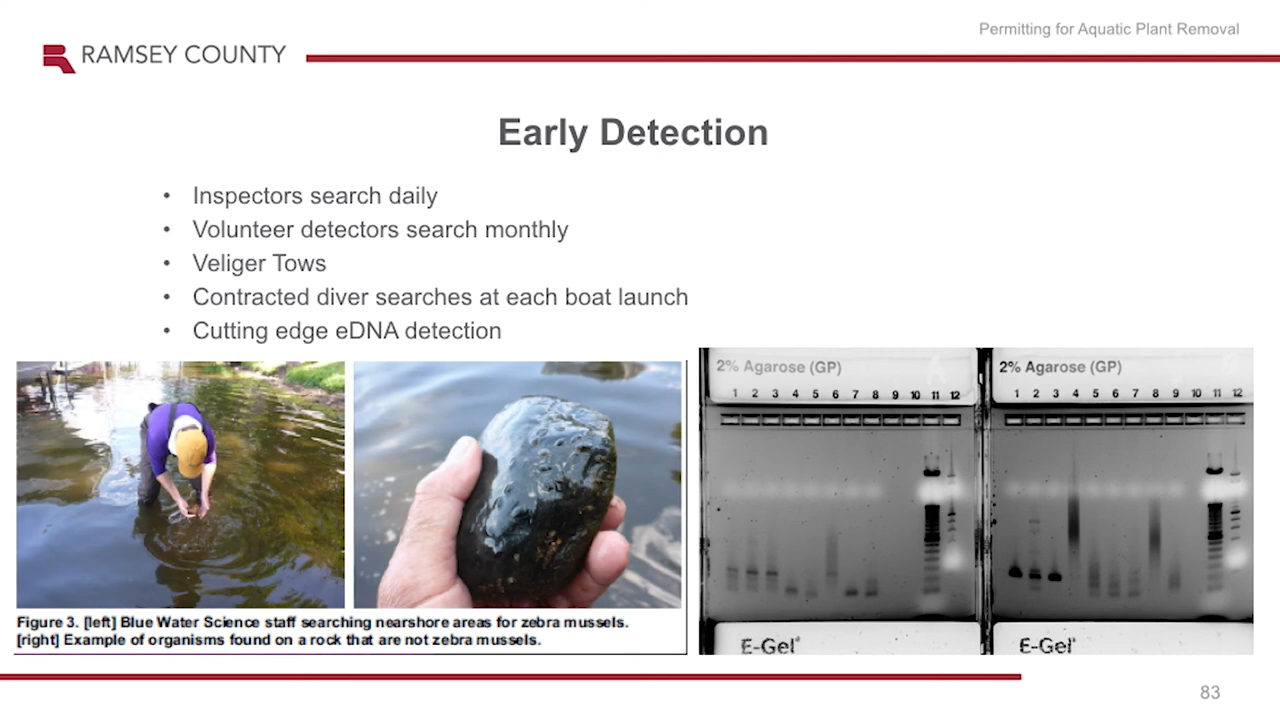 Permitting for Aquatic Plant Removal
RAMSEY COUNTY
Early Detection
• Inspectors search daily
• Volunteer detectors search monthly
• Veliger Tows
• Contracted diver searches at each boat launch
• Cutting edge eDNA detection
2% Agarose (GP)
1 2 3 4 5 6 7 8 9 10 11 12
E-Gel®
2% Agarose (GP)
1 2 3 4 5 6 7 8 9 10 11 12
E-Gel®
Figure 3. [left] Blue Water Science staff searching nearshore areas for zebra mussels.
[right] Example of organisms found on a rock that are not zebra mussels.
83